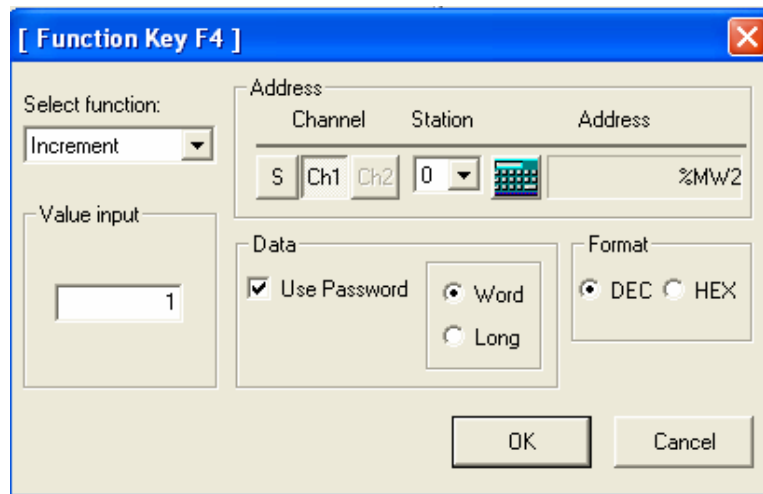 [ Function Key F4 ]
Select function:
Increment
Address
Channel Station Address
S Ch1 Ch2 0 %MW2
Value input
1
Data
Use Password
Word
Long
Format
DEC HEX
OK Cancel